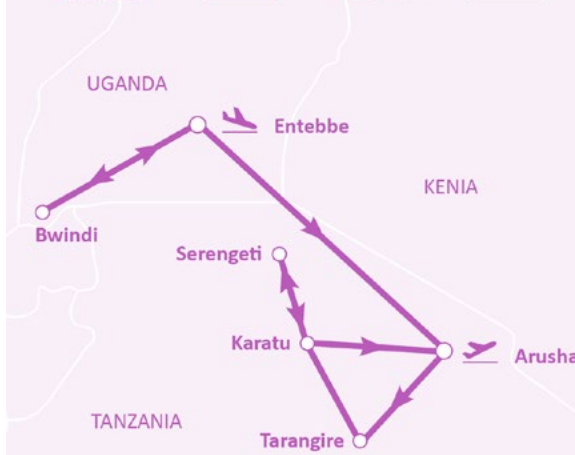 UGANDA
Entebbe
KENIA
Bwindi
Serengeti
Karatu
Arusha
TANZANIA
Tarangire